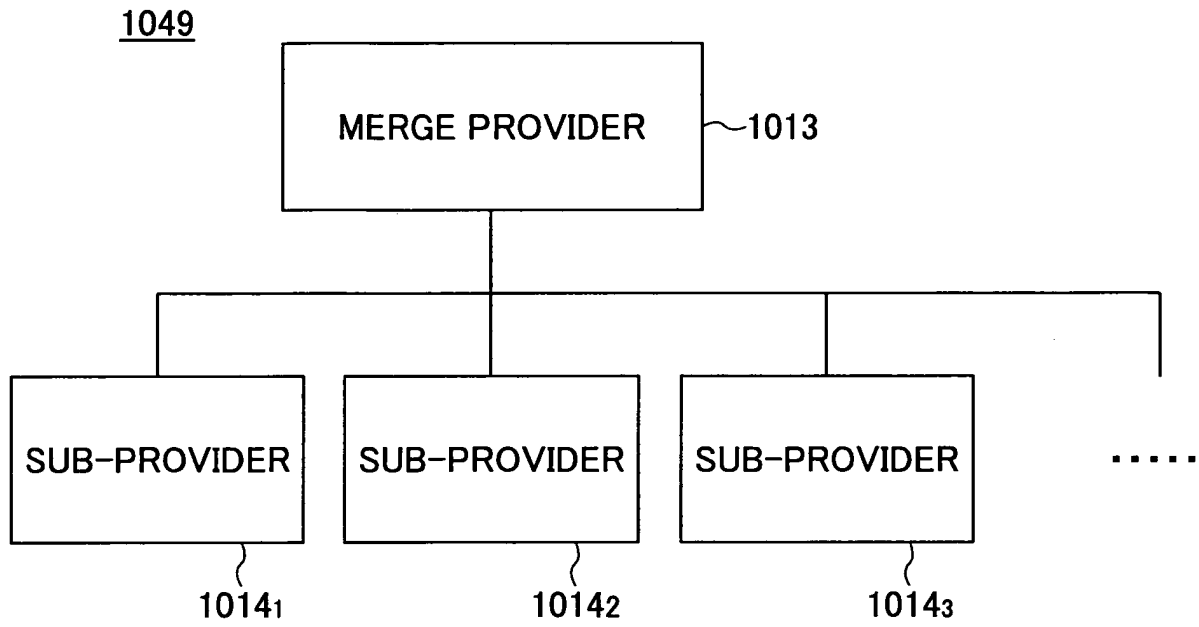 1049
MERGE PROVIDER
1013
SUB-PROVIDER SUB-PROVIDER SUB-PROVIDER .....
1014₁ 1014₂ 1014₃